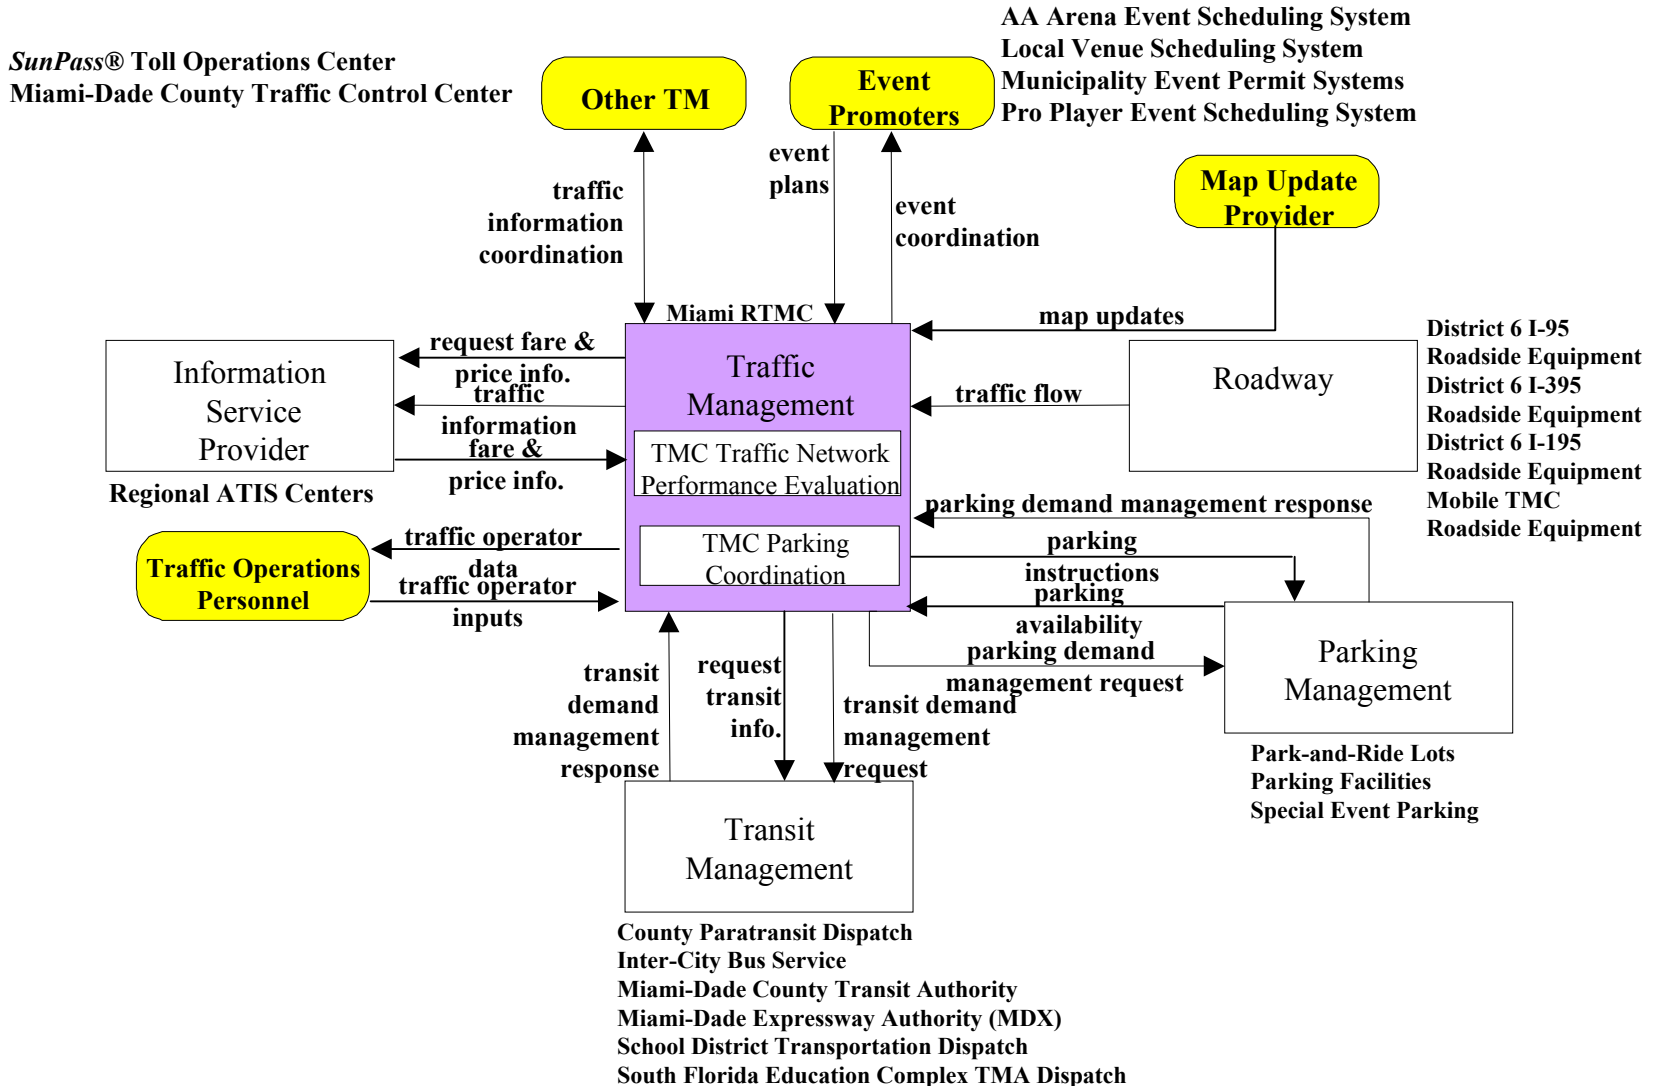 SunPass® Toll Operations Center
Miami-Dade County Traffic Control Center
Other TM
Event
Promoters
AA Arena Event Scheduling System
Local Venue Scheduling System
Municipality Event Permit Systems
Pro Player Event Scheduling System
event
plans
traffic
information
coordination
event
coordination
Map Update
Provider
Miami RTMC
map updates
request fare &
price info.
traffic
information
fare &
price info.
Information
Service
Provider
Regional ATIS Centers
Traffic
Management
TMC Traffic Network
Performance Evaluation
TMC Parking
Coordination
traffic flow
Roadway
District 6 I-95
Roadside Equipment
District 6 I-395
Roadside Equipment
District 6 I-195
Roadside Equipment
Mobile TMC
Roadside Equipment
traffic operator
data
traffic operator
inputs
Traffic Operations
Personnel
parking demand management response
parking
instructions
parking
availability
parking demand
management request
Parking
Management
Park-and-Ride Lots
Parking Facilities
Special Event Parking
transit
demand
management
response
request
transit
info.
transit demand
management
request
Transit
Management
County Paratransit Dispatch
Inter-City Bus Service
Miami-Dade County Transit Authority
Miami-Dade Expressway Authority (MDX)
School District Transportation Dispatch
South Florida Education Complex TMA Dispatch